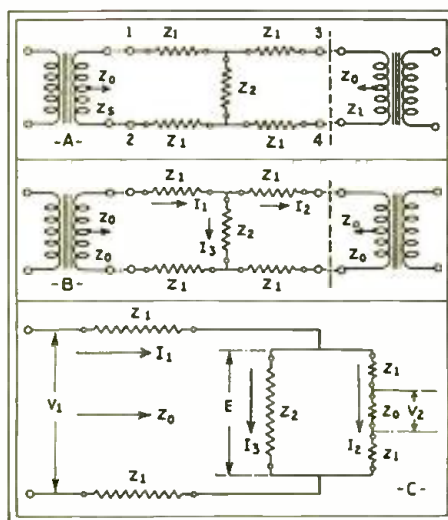 1 Z1 Z1 3
Z0 Z2 Z0
Zs Z1
-A- 2 Z1 Z1 4
Z1 Z1
Z0 I1 I2 Z0
I3 Z2
Z0 Z0
-B- Z1 Z1
Z1
I1 Z1
V1 Z0 E Z2 Z0 V2
I3 I2
Z1 Z1
-C-